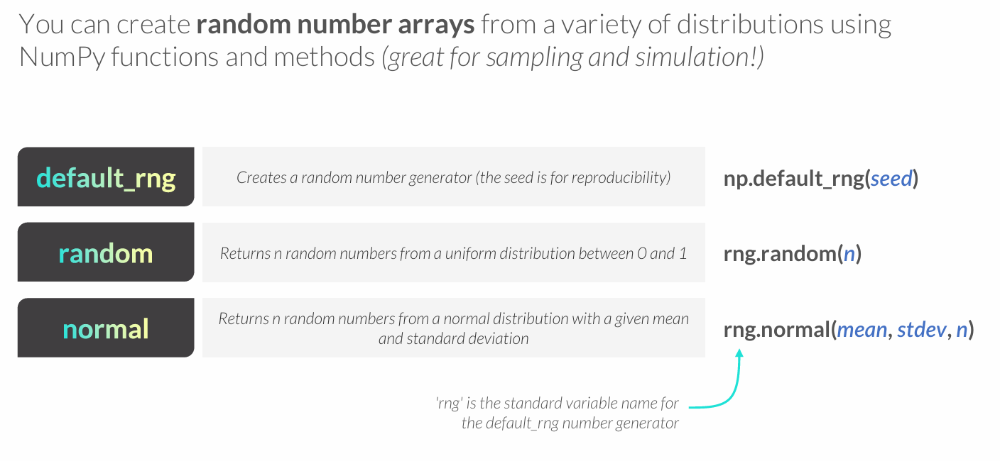 You can create random number arrays from a variety of distributions using
NumPy functions and methods (great for sampling and simulation!)
default_rng
Creates a random number generator (the seed is for reproducibility)
np.default_rng(seed)
random
Returns n random numbers from a uniform distribution between 0 and 1
rng.random(n)
normal
Returns n random numbers from a normal distribution with a given mean
and standard deviation
rng.normal(mean, stdev, n)
'rng' is the standard variable name for
the default_rng number generator